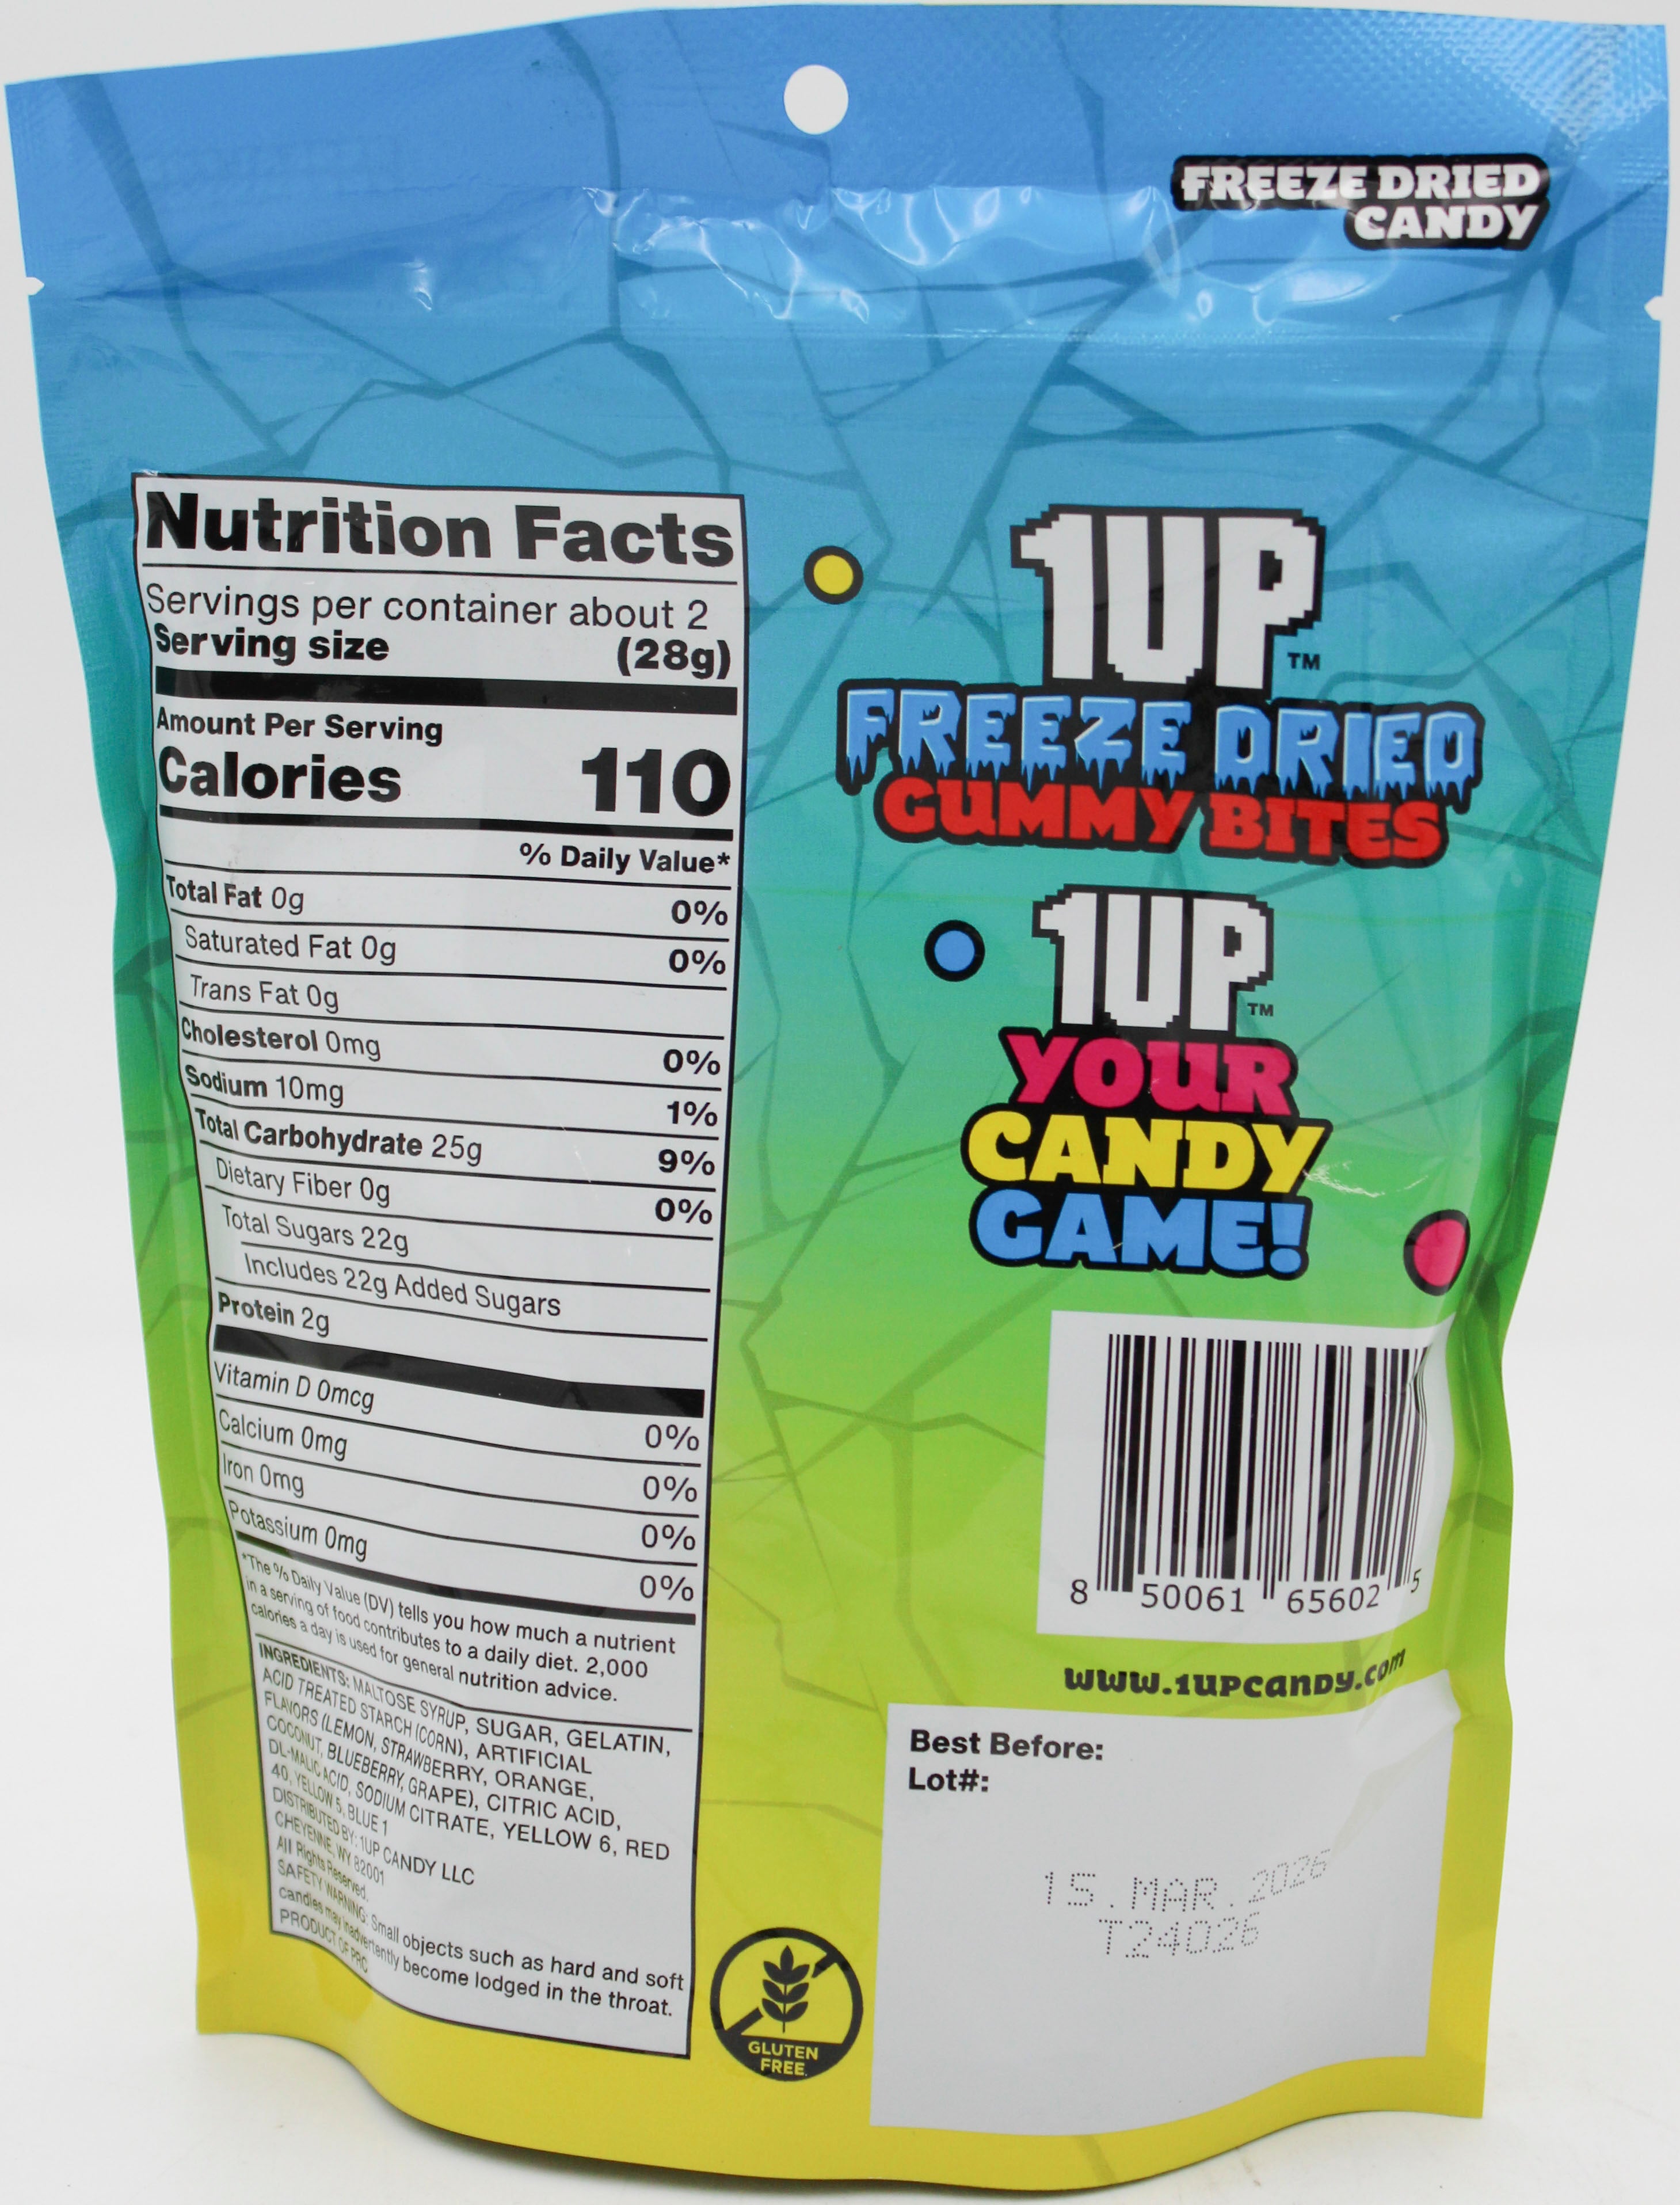 FREEZE DRIED
CANDY
Nutrition Facts
Servings per container about 2
Serving size (28g)
Amount Per Serving
Calories 110
% Daily Value*
Total Fat 0g 0%
Saturated Fat 0g 0%
Trans Fat 0g
Cholesterol 0mg 0%
Sodium 10mg 1%
Total Carbohydrate 25g 9%
Dietary Fiber 0g 0%
Total Sugars 22g
Includes 22g Added Sugars
Protein 2g
Vitamin D 0mcg 0%
Calcium 0mg 0%
Iron 0mg 0%
Potassium 0mg 0%
*The % Daily Value (DV) tells you how much a nutrient
in a serving of food contributes to a daily diet. 2,000
calories a day is used for general nutrition advice.
INGREDIENTS: MALTOSE SYRUP, SUGAR, GELATIN,
ACID TREATED STARCH (CORN), ARTIFICIAL
FLAVORS (LEMON, STRAWBERRY, ORANGE,
COCONUT, BLUEBERRY, GRAPE), CITRIC ACID,
DL-MALIC ACID, SODIUM CITRATE, YELLOW 6, RED
40, YELLOW 5, BLUE 1
DISTRIBUTED BY: 1UP CANDY LLC
CHEYENNE, WY 82001
All Rights Reserved.
SAFETY WARNING: Small objects such as hard and soft
candies may inadvertently become lodged in the throat.
PRODUCT OF PRC
GLUTEN
FREE
1UP™
FREEZE DRIED
GUMMY BITES
1UP™
YOUR
CANDY
GAME!
8 50061 65602 5
www.1upcandy.com
Best Before:
Lot#:
15.MAR.2026
T24026